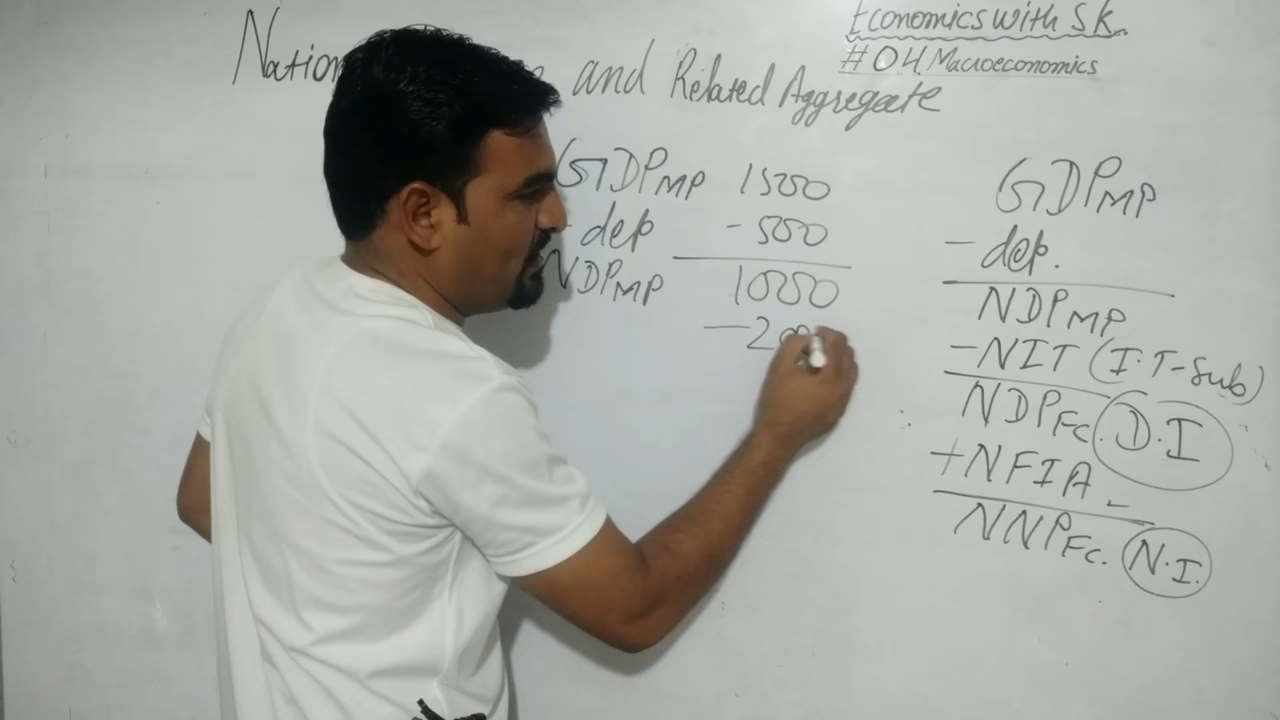 Economics with S.K.
#04 Macroeconomics
Nation and Related Aggregate
GDPMP 1500
- dep - 500
NDPMP 1000
- 200
GDPMP
- dep.
NDPMP
- NIT (I.T - Sub)
NDPFC. D.I
+ NFIA
NNPFC. N.I.